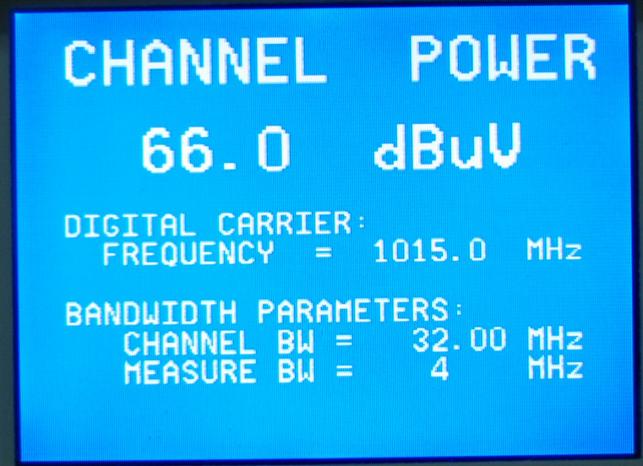 CHANNEL POWER
66.0 dBuV
DIGITAL CARRIER:
FREQUENCY = 1015.0 MHz
BANDWIDTH PARAMETERS:
CHANNEL BW = 32.00 MHz
MEASURE BW = 4 MHz